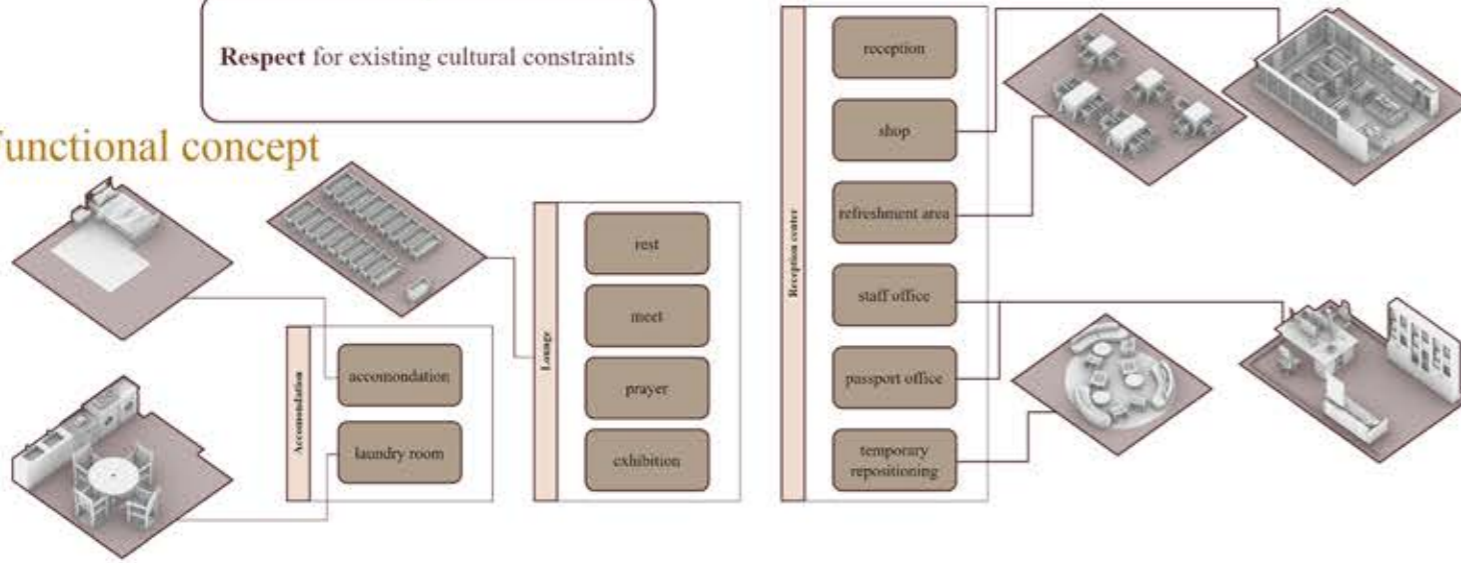 Respect for existing cultural constraints
unctional concept
Accomondation
accomondation
laundry room
Lounge
rest
meet
prayer
exhibition
Reception center
reception
shop
refreshment area
staff office
passport office
temporary
repositioning